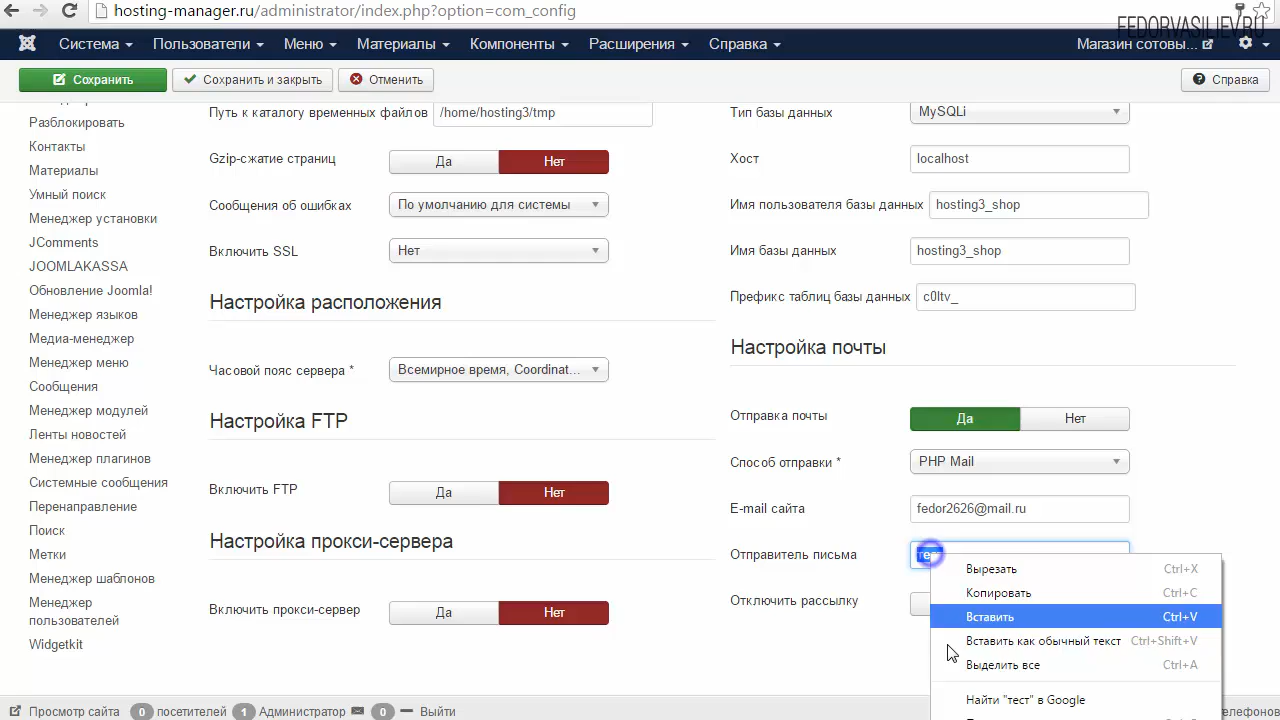 hosting-manager.ru/administrator/index.php?option=com_config
FEDORVASILIEV.RU
Система Пользователи Меню Материалы Компоненты Расширения Справка Магазин сотовы...
Сохранить Сохранить и закрыть Отменить Справка
Разблокировать
Контакты
Материалы
Умный поиск
Менеджер установки
JComments
JOOMLAKASSA
Обновление Joomla!
Менеджер языков
Медиа-менеджер
Менеджер меню
Сообщения
Менеджер модулей
Ленты новостей
Менеджер плагинов
Системные сообщения
Перенаправление
Поиск
Метки
Менеджер шаблонов
Менеджер
пользователей
Widgetkit
Путь к каталогу временных файлов /home/hosting3/tmp
Gzip-сжатие страниц Да Нет
Сообщения об ошибках По умолчанию для системы
Включить SSL Нет
Настройка расположения
Часовой пояс сервера * Всемирное время, Coordinat...
Настройка FTP
Включить FTP Да Нет
Настройка прокси-сервера
Включить прокси-сервер Да Нет
Тип базы данных MySQLi
Хост localhost
Имя пользователя базы данных hosting3_shop
Имя базы данных hosting3_shop
Префикс таблиц базы данных c0ltv_
Настройка почты
Отправка почты Да Нет
Способ отправки * PHP Mail
E-mail сайта fedor2626@mail.ru
Отправитель письма
Отключить рассылку
Вырезать Ctrl+X
Копировать Ctrl+C
Вставить Ctrl+V
Вставить как обычный текст Ctrl+Shift+V
Выделить все Ctrl+A
Найти "тест" в Google
Просмотр сайта 0 посетителей 1 Администратор 0 Выйти телефонов